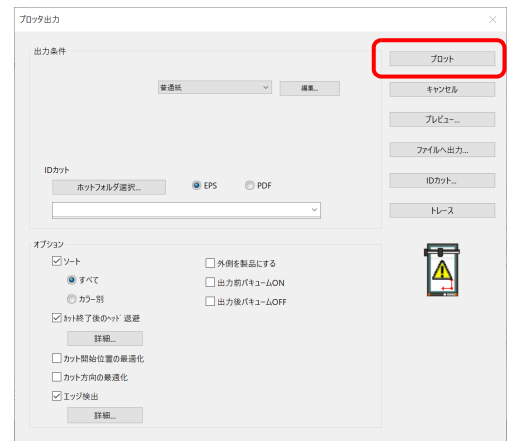 プロッタ出力
出力条件
普通紙
編集...
IDカット
ホットフォルダ選択...
EPS
PDF
プロット
キャンセル
プレビュー...
ファイルへ出力...
IDカット...
トレース
オプション
ソート
すべて
カラー別
カット終了後のヘッド退避
詳細...
カット開始位置の最適化
カット方向の最適化
エッジ検出
詳細...
外側を製品にする
出力前バキュームON
出力後バキュームOFF